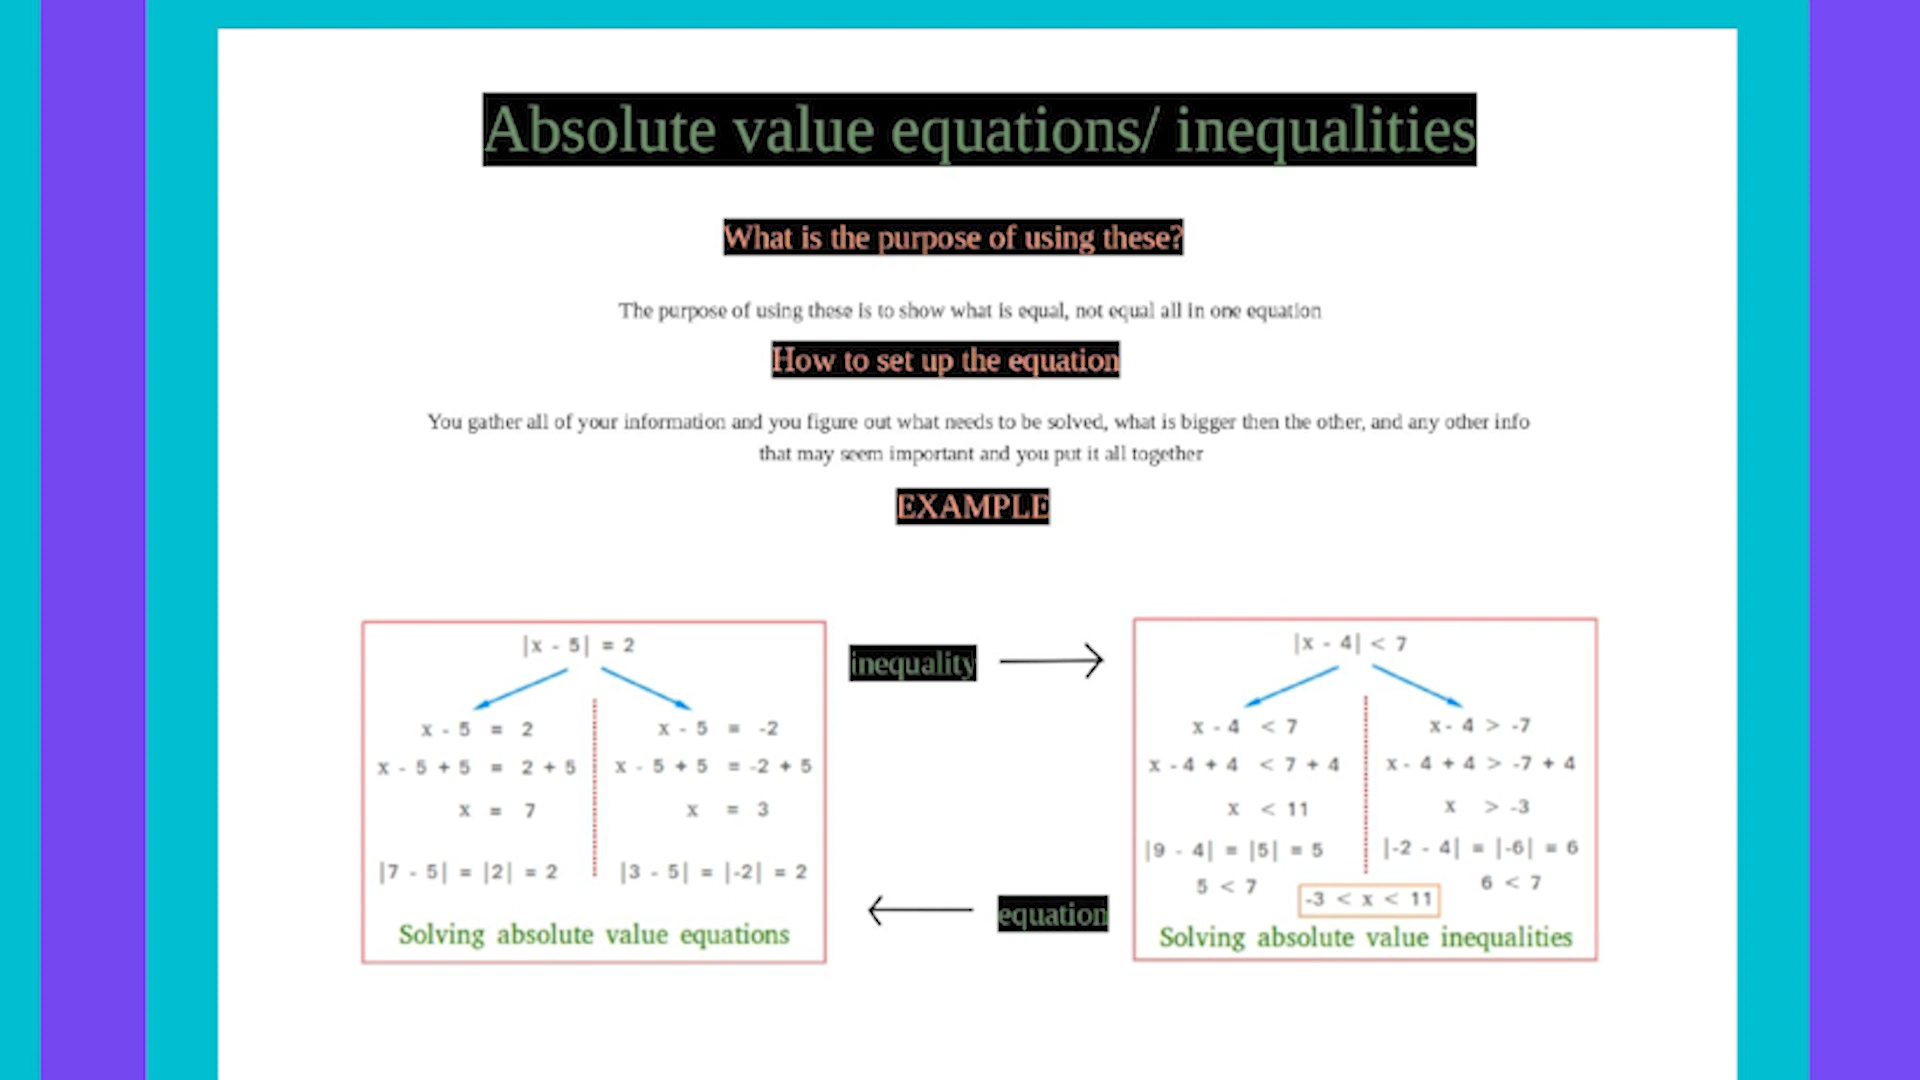 Absolute value equations/ inequalities
What is the purpose of using these?
The purpose of using these is to show what is equal, not equal all in one equation
How to set up the equation
You gather all of your information and you figure out what needs to be solved, what is bigger then the other, and any other info
that may seem important and you put it all together
EXAMPLE
|x - 5| = 2
x - 5 = 2
x - 5 = -2
x - 5 + 5 = 2 + 5
x - 5 + 5 = -2 + 5
x = 7
x = 3
|7 - 5| = |2| = 2
|3 - 5| = |-2| = 2
Solving absolute value equations
inequality
equation
|x - 4| < 7
x - 4 < 7
x - 4 > -7
x - 4 + 4 < 7 + 4
x - 4 + 4 > -7 + 4
x < 11
x > -3
|9 - 4| = |5| = 5
|-2 - 4| = |-6| = 6
5 < 7
6 < 7
-3 < x < 11
Solving absolute value inequalities